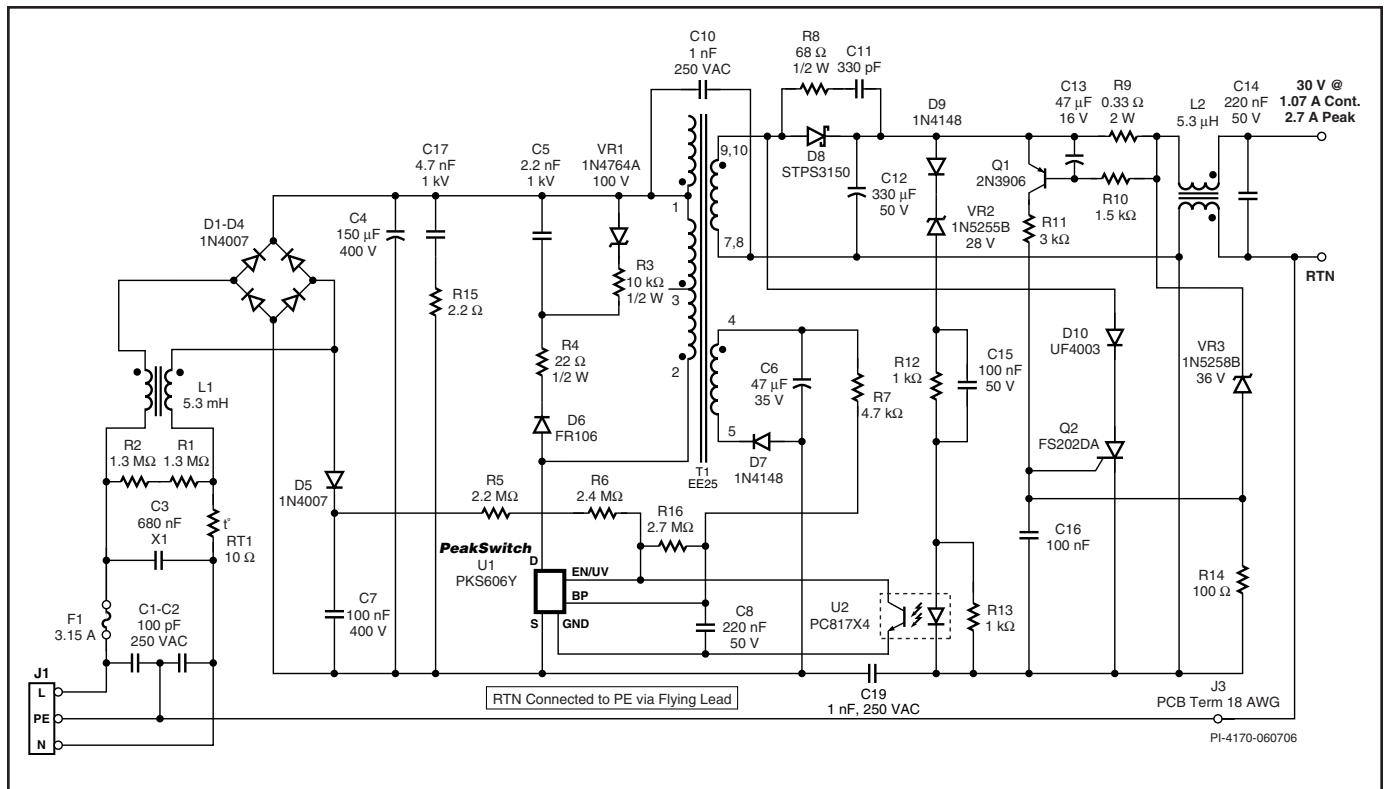 C10
1 nF
250 VAC
R8
68 Ω
1/2 W
C11
330 pF
D9
1N4148
C13
47 µF
16 V
R9
0.33 Ω
2 W
L2
5.3 µH
C14
220 nF
50 V
30 V @
1.07 A Cont.
2.7 A Peak
C17
4.7 nF
1 kV
C5
2.2 nF
1 kV
VR1
1N4764A
100 V
9,10
D8
STPS3150
C12
330 µF
50 V
Q1
2N3906
R10
1.5 kΩ
D1-D4
1N4007
C4
150 µF
400 V
1
VR2
1N5255B
28 V
R11
3 kΩ
7,8
RTN
R3
10 kΩ
1/2 W
3
R15
2.2 Ω
4
D10
UF4003
R4
22 Ω
1/2 W
2
C6
47 µF
35 V
R7
4.7 kΩ
R12
1 kΩ
C15
100 nF
50 V
VR3
1N5258B
36 V
L1
5.3 mH
D6
FR106
5
D7
1N4148
T1
EE25
Q2
FS202DA
R2
1.3 MΩ
R1
1.3 MΩ
D5
1N4007
R5
2.2 MΩ
R6
2.4 MΩ
R16
2.7 MΩ
C3
680 nF
X1
t°
RT1
10 Ω
PeakSwitch
U1
PKS606Y
D
EN/UV
BP
S
GND
C16
100 nF
R14
100 Ω
F1
3.15 A
C1-C2
100 pF
250 VAC
C7
100 nF
400 V
C8
220 nF
50 V
U2
PC817X4
R13
1 kΩ
J1
L
PE
N
RTN Connected to PE via Flying Lead
C19
1 nF, 250 VAC
J3
PCB Term 18 AWG
PI-4170-060706